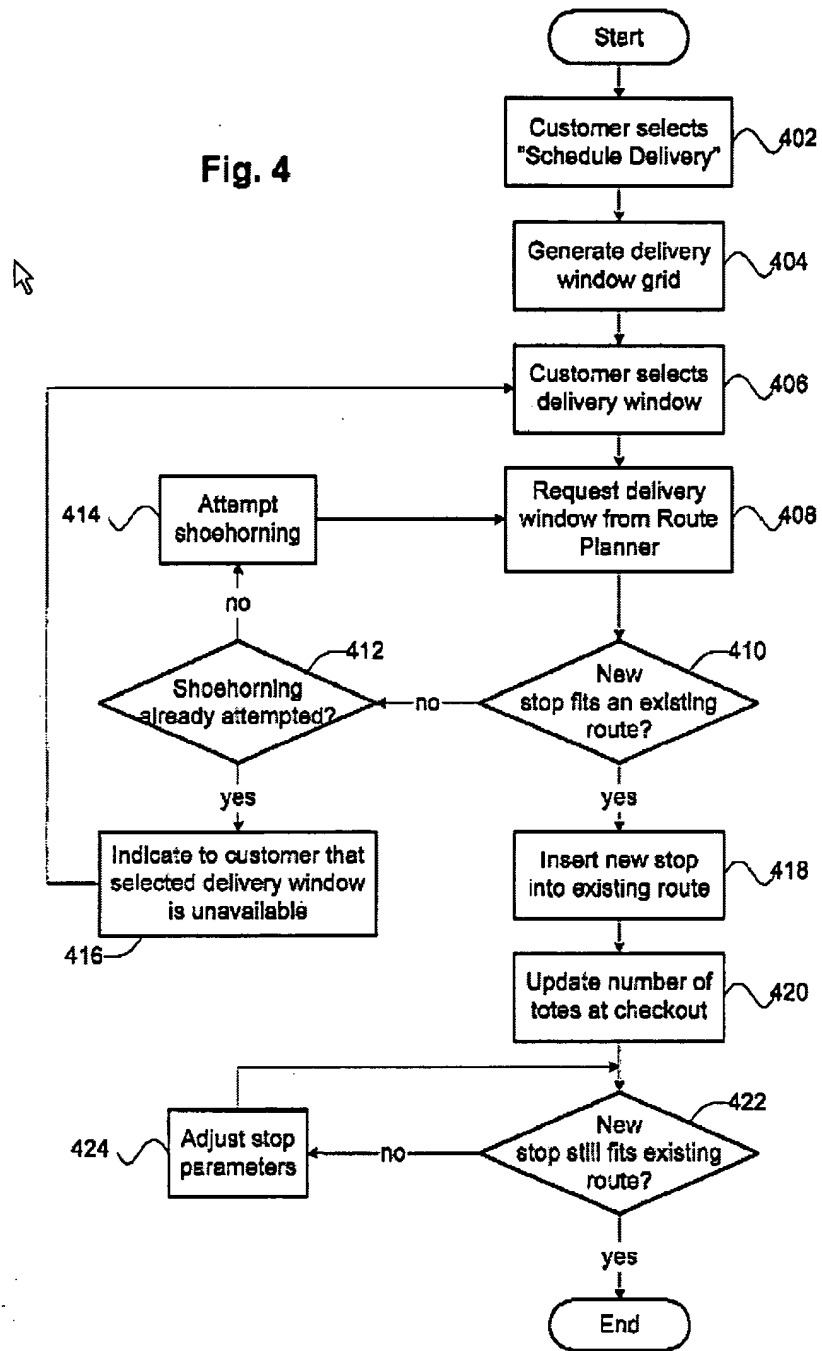 Fig. 4
Start
Customer selects
"Schedule Delivery"
402
Generate delivery
window grid
404
Customer selects
delivery window
406
Attempt
shoehorning
414
Request delivery
window from Route
Planner
408
no
412
Shoehorning
already attempted?
no
410
New
stop fits an existing
route?
yes
yes
Indicate to customer that
selected delivery window
is unavailable
416
Insert new stop
into existing route
418
Update number of
totes at checkout
420
424
Adjust stop
parameters
no
422
New
stop still fits existing
route?
yes
End